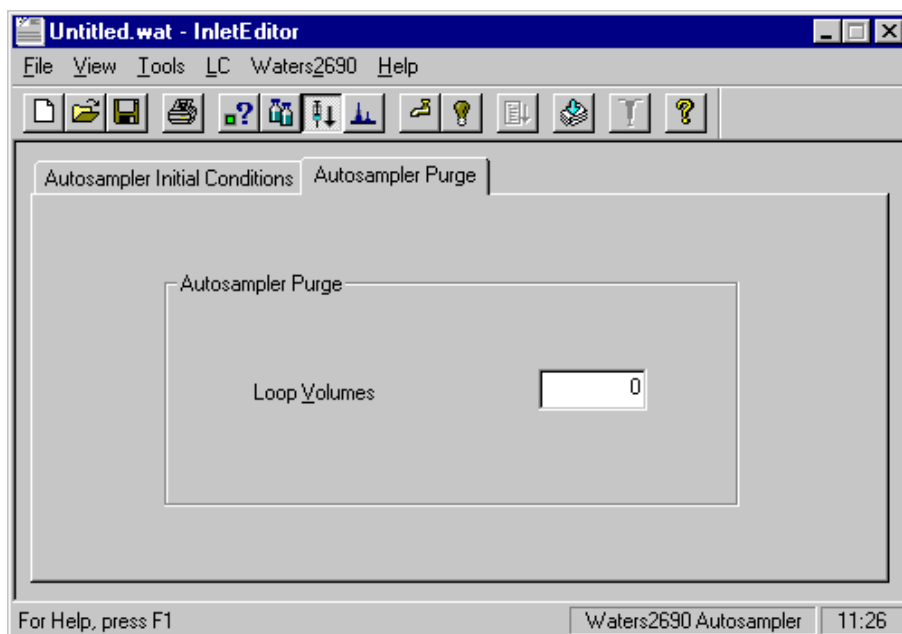 Untitled.wat - InletEditor
File View Tools LC Waters2690 Help
Autosampler Initial Conditions Autosampler Purge
Autosampler Purge
Loop Volumes 0
For Help, press F1 Waters2690 Autosampler 11:26